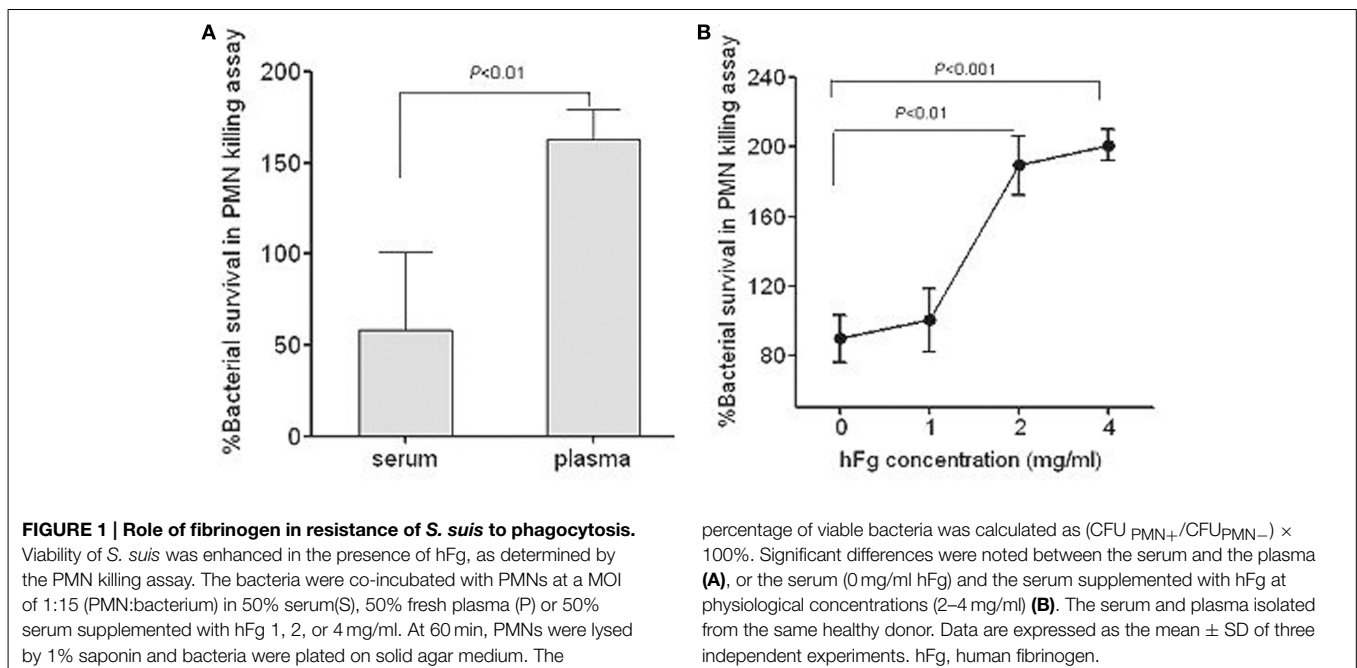 A
%Bacterial survival in PMN killing assay
200
150
100
50
0
P<0.01
serum
plasma
B
%Bacterial survival in PMN killing assay
240
200
160
120
80
P<0.001
P<0.01
0
1
2
4
hFg concentration (mg/ml)
FIGURE 1 | Role of fibrinogen in resistance of S. suis to phagocytosis.
Viability of S. suis was enhanced in the presence of hFg, as determined by
the PMN killing assay. The bacteria were co-incubated with PMNs at a MOI
of 1:15 (PMN:bacterium) in 50% serum(S), 50% fresh plasma (P) or 50%
serum supplemented with hFg 1, 2, or 4 mg/ml. At 60 min, PMNs were lysed
by 1% saponin and bacteria were plated on solid agar medium. The
percentage of viable bacteria was calculated as (CFU PMN+/CFUPMN−) ×
100%. Significant differences were noted between the serum and the plasma
(A), or the serum (0 mg/ml hFg) and the serum supplemented with hFg at
physiological concentrations (2–4 mg/ml) (B). The serum and plasma isolated
from the same healthy donor. Data are expressed as the mean ± SD of three
independent experiments. hFg, human fibrinogen.